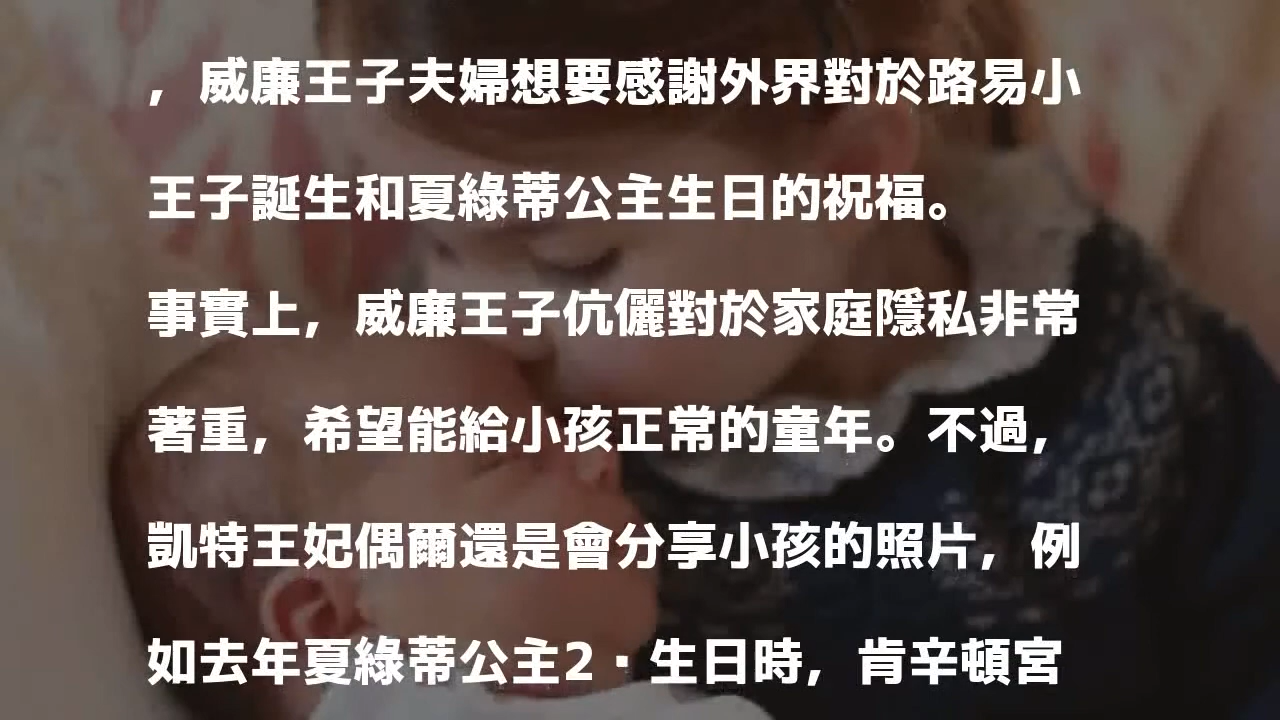 ，威廉王子夫婦想要感謝外界對於路易小
王子誕生和夏綠蒂公主生日的祝福。
事實上，威廉王子伉儷對於家庭隱私非常
著重，希望能給小孩正常的童年。不過，
凱特王妃偶爾還是會分享小孩的照片，例
如去年夏綠蒂公主2·生日時，肯辛頓宮